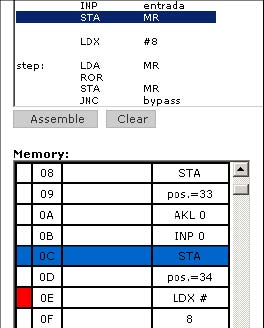 INP entrada
STA MR
LDX #8
step: LDA MR
ROR
STA MR
JNC bypass
Assemble Clear
Memory:
08 STA
09 pos.=33
0A AKL 0
0B INP 0
0C STA
0D pos.=34
0E LDX #
0F 8